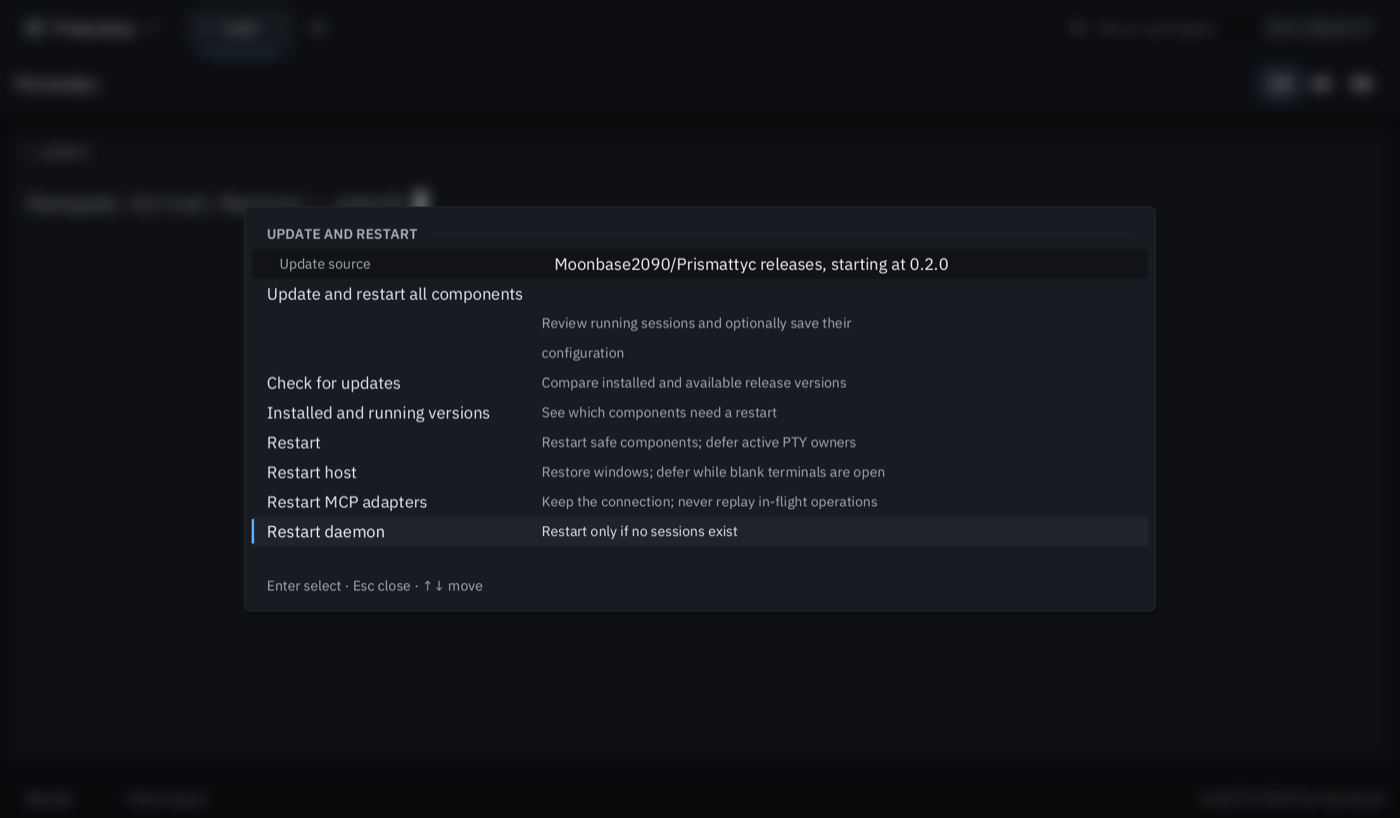 UPDATE AND RESTART
Update source Moonbase2090/Prismattyc releases, starting at 0.2.0
Update and restart all components
Review running sessions and optionally save their
configuration
Check for updates Compare installed and available release versions
Installed and running versions See which components need a restart
Restart Restart safe components; defer active PTY owners
Restart host Restore windows; defer while blank terminals are open
Restart MCP adapters Keep the connection; never replay in-flight operations
Restart daemon Restart only if no sessions exist
Enter select · Esc close · ↑↓ move